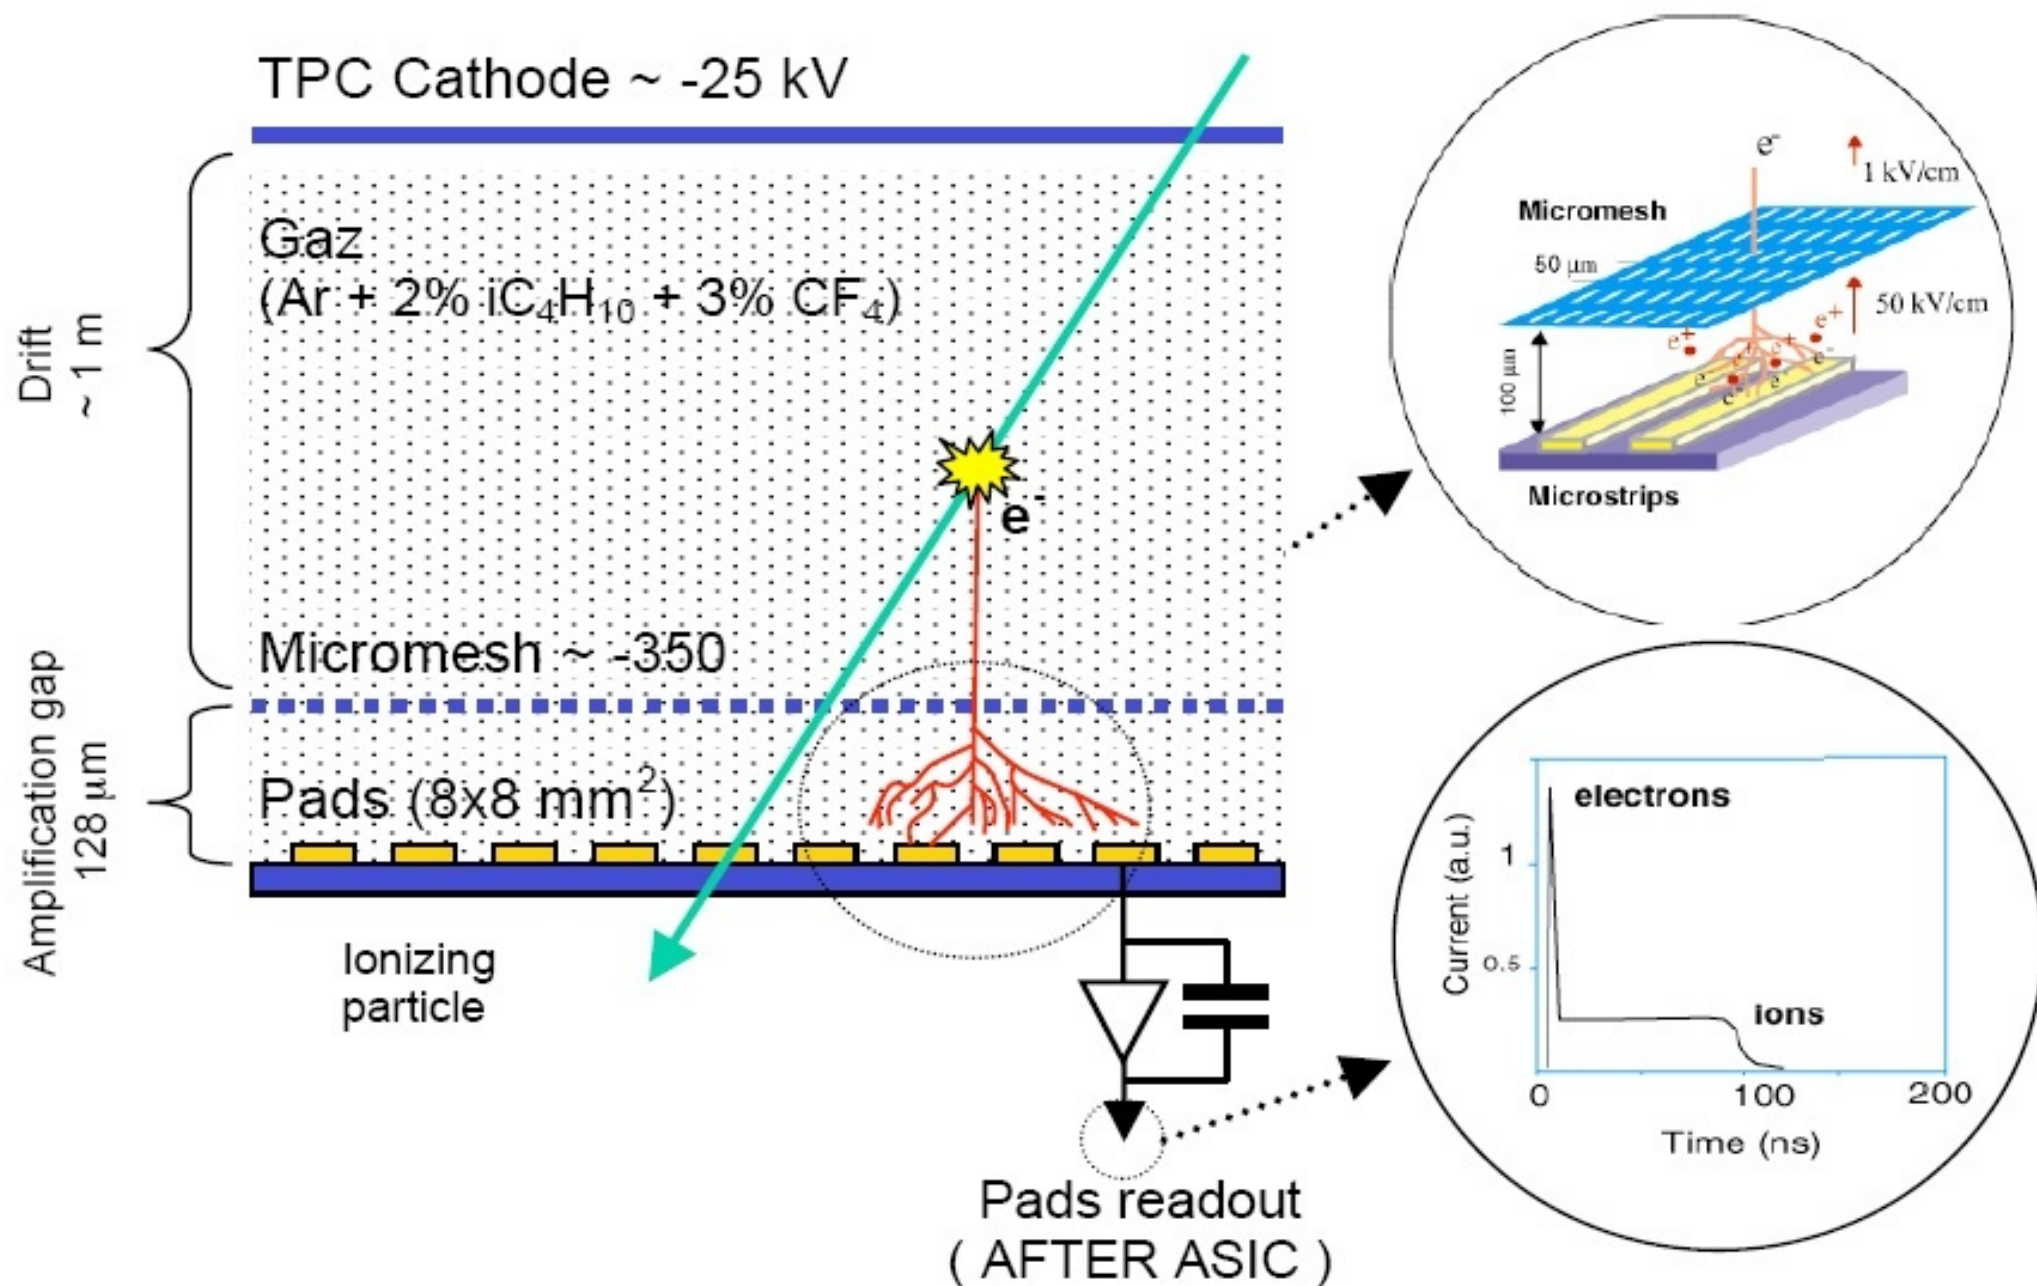 TPC Cathode ~ -25 kV
Gaz
(Ar + 2% iC₄H₁₀ + 3% CF₄)
Drift
~ 1 m
e⁻
Micromesh ~ -350
Amplification gap
128 µm
Pads (8x8 mm²)
Ionizing
particle
Pads readout
( AFTER ASIC )
e⁻
1 kV/cm
Micromesh
50 µm
50 kV/cm
e⁺
e⁺
e⁺
e⁺
e⁻
e⁻
e⁻
e⁻
100 µm
Microstrips
electrons
1
Current (a.u.)
0.5
ions
0
100
200
Time (ns)